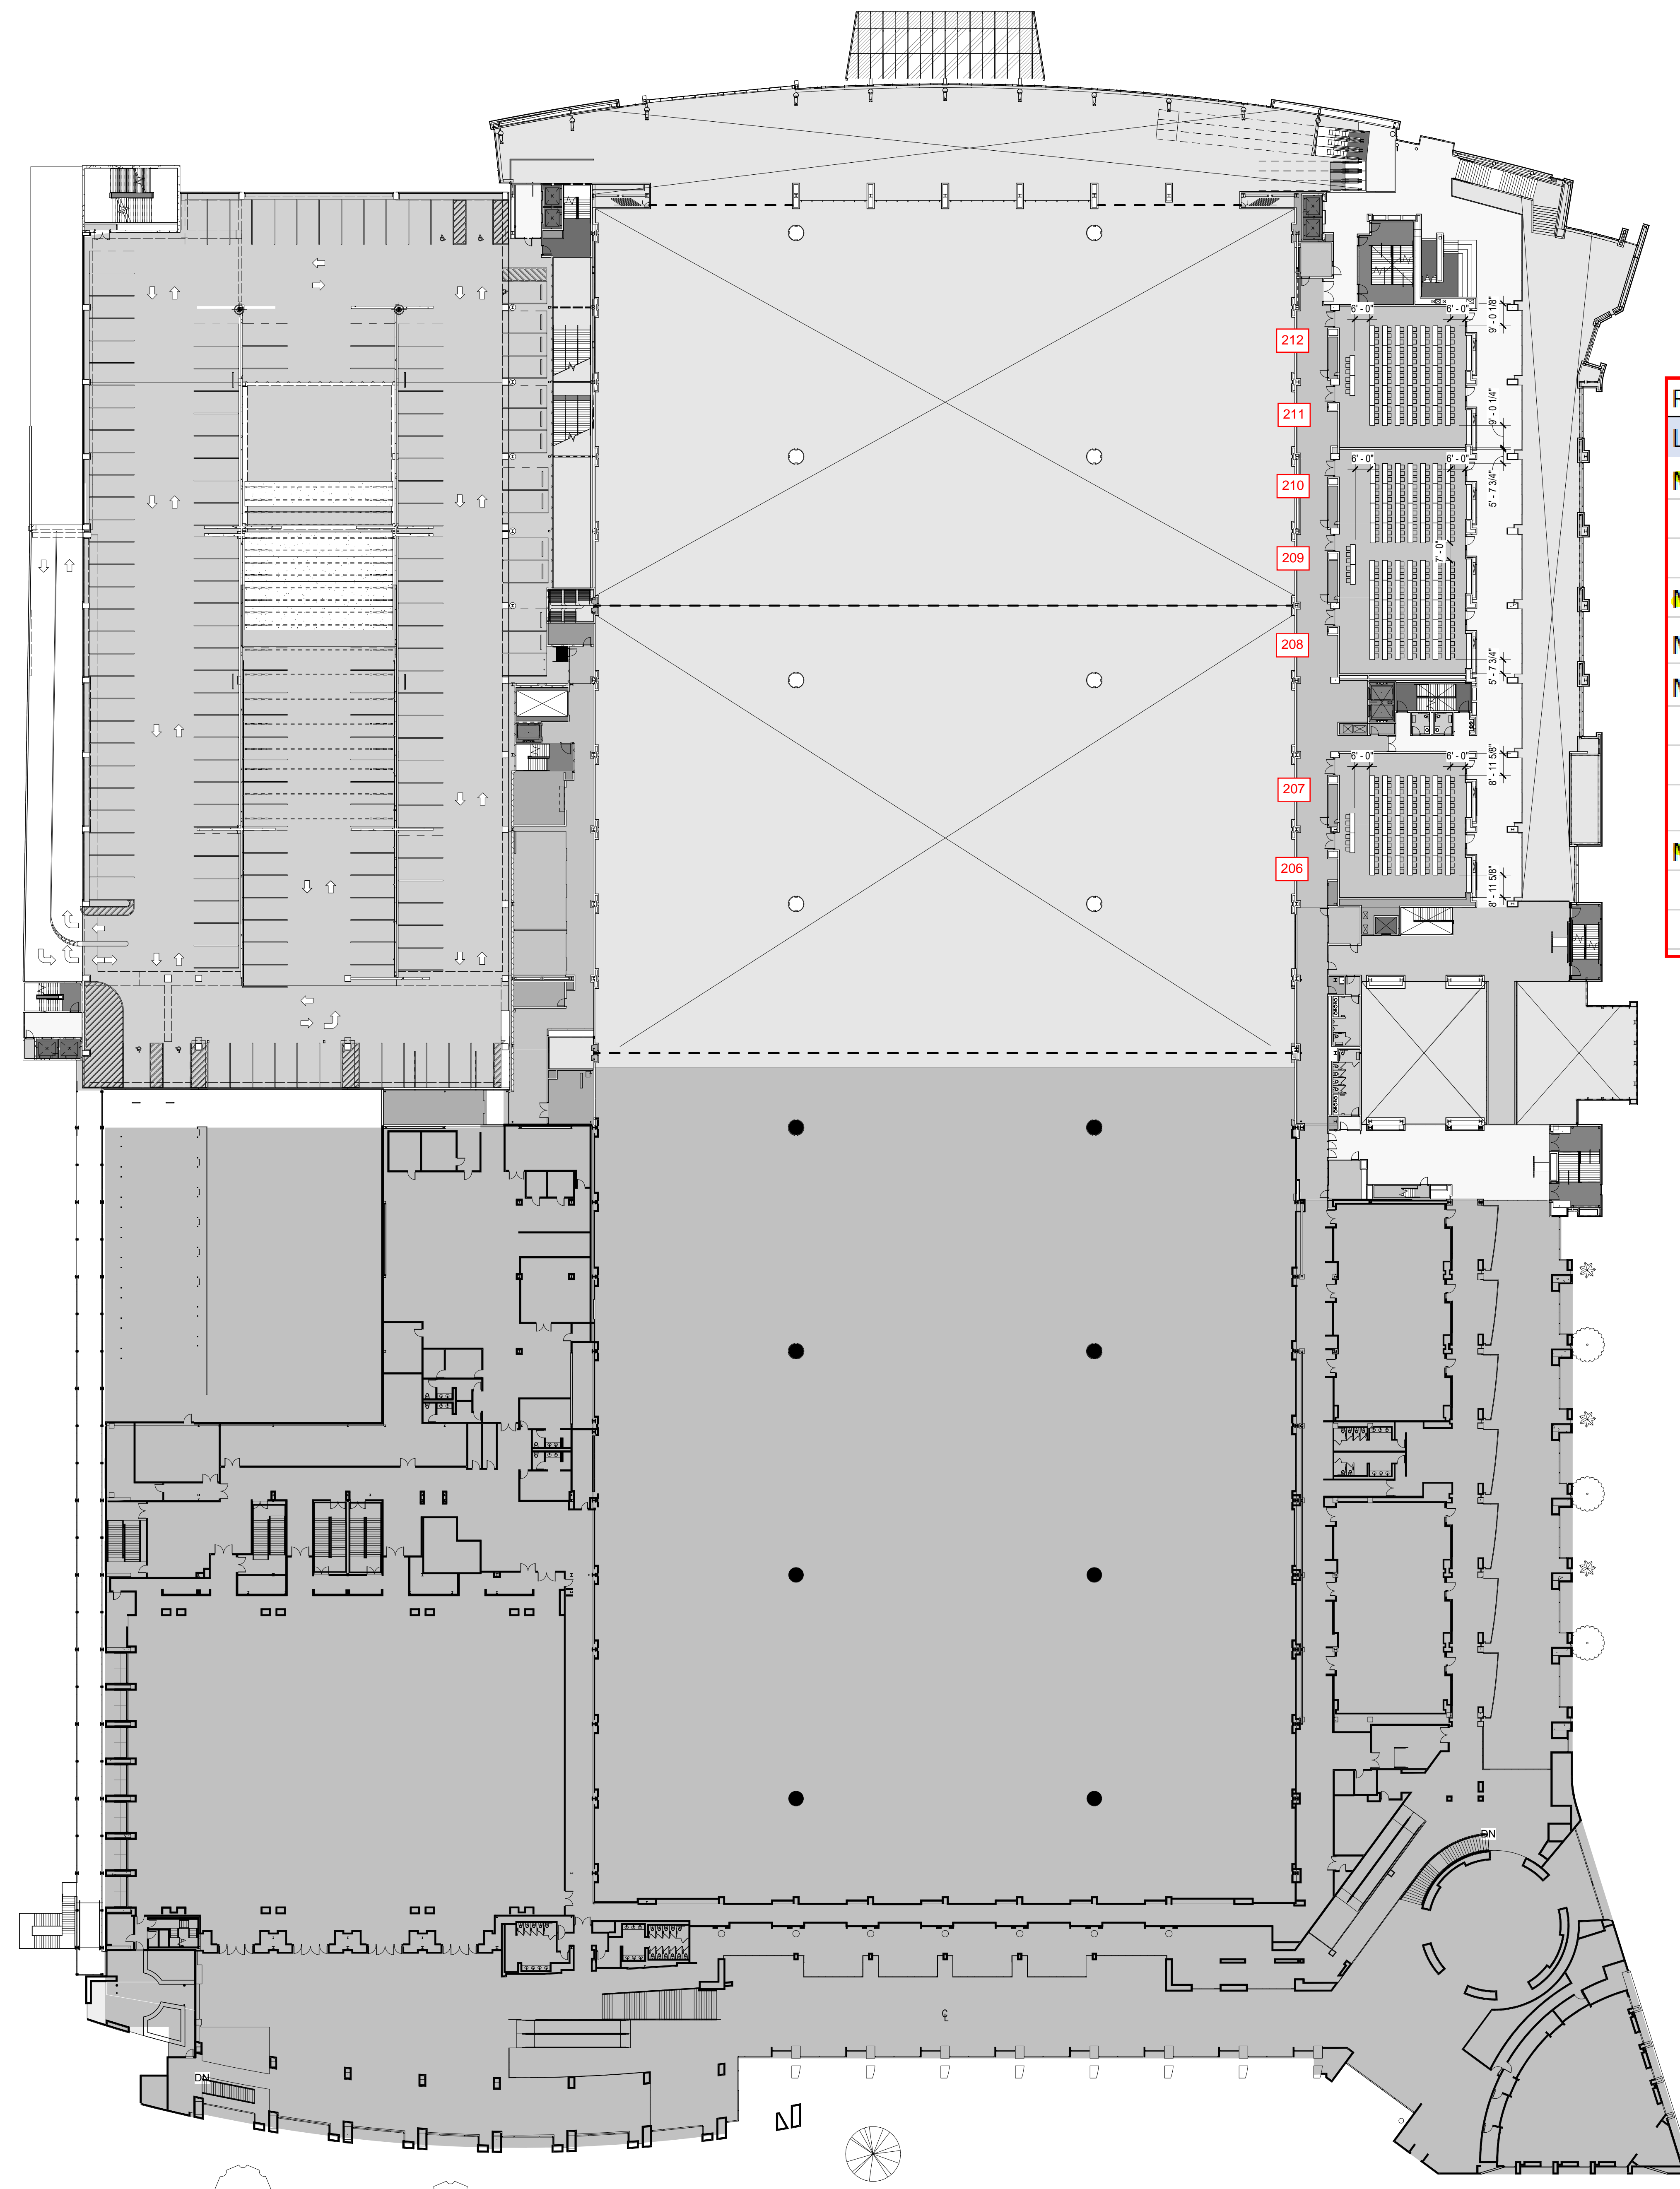 6' - 0"
6' - 0"
9' - 0 1/8"
212
211
9' - 0 1/4"
6' - 0"
6' - 0"
210
5' - 7 3/4"
209
7' - 0"
208
5' - 7 3/4"
6' - 0"
6' - 0"
8' - 11 5/8"
207
206
8' - 11 5/8"
DN
DN